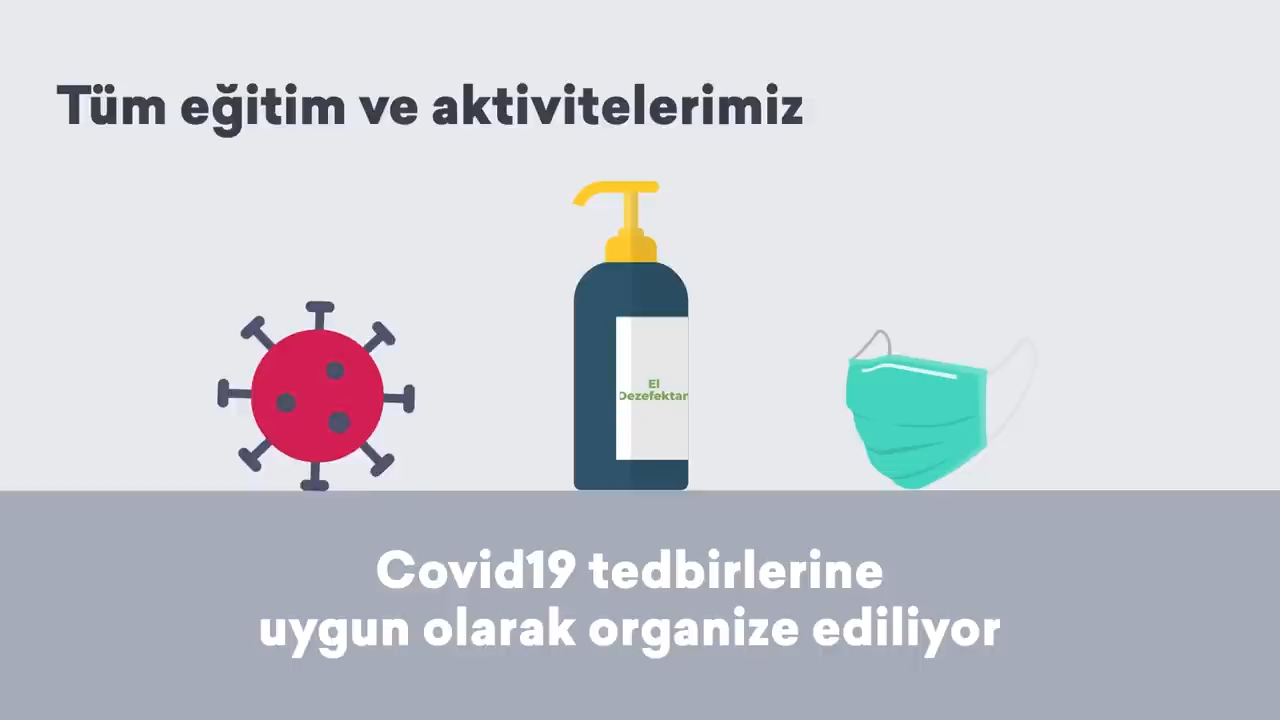 Tüm eğitim ve aktivitelerimiz
El
Dezefektan
Covid19 tedbirlerine
uygun olarak organize ediliyor